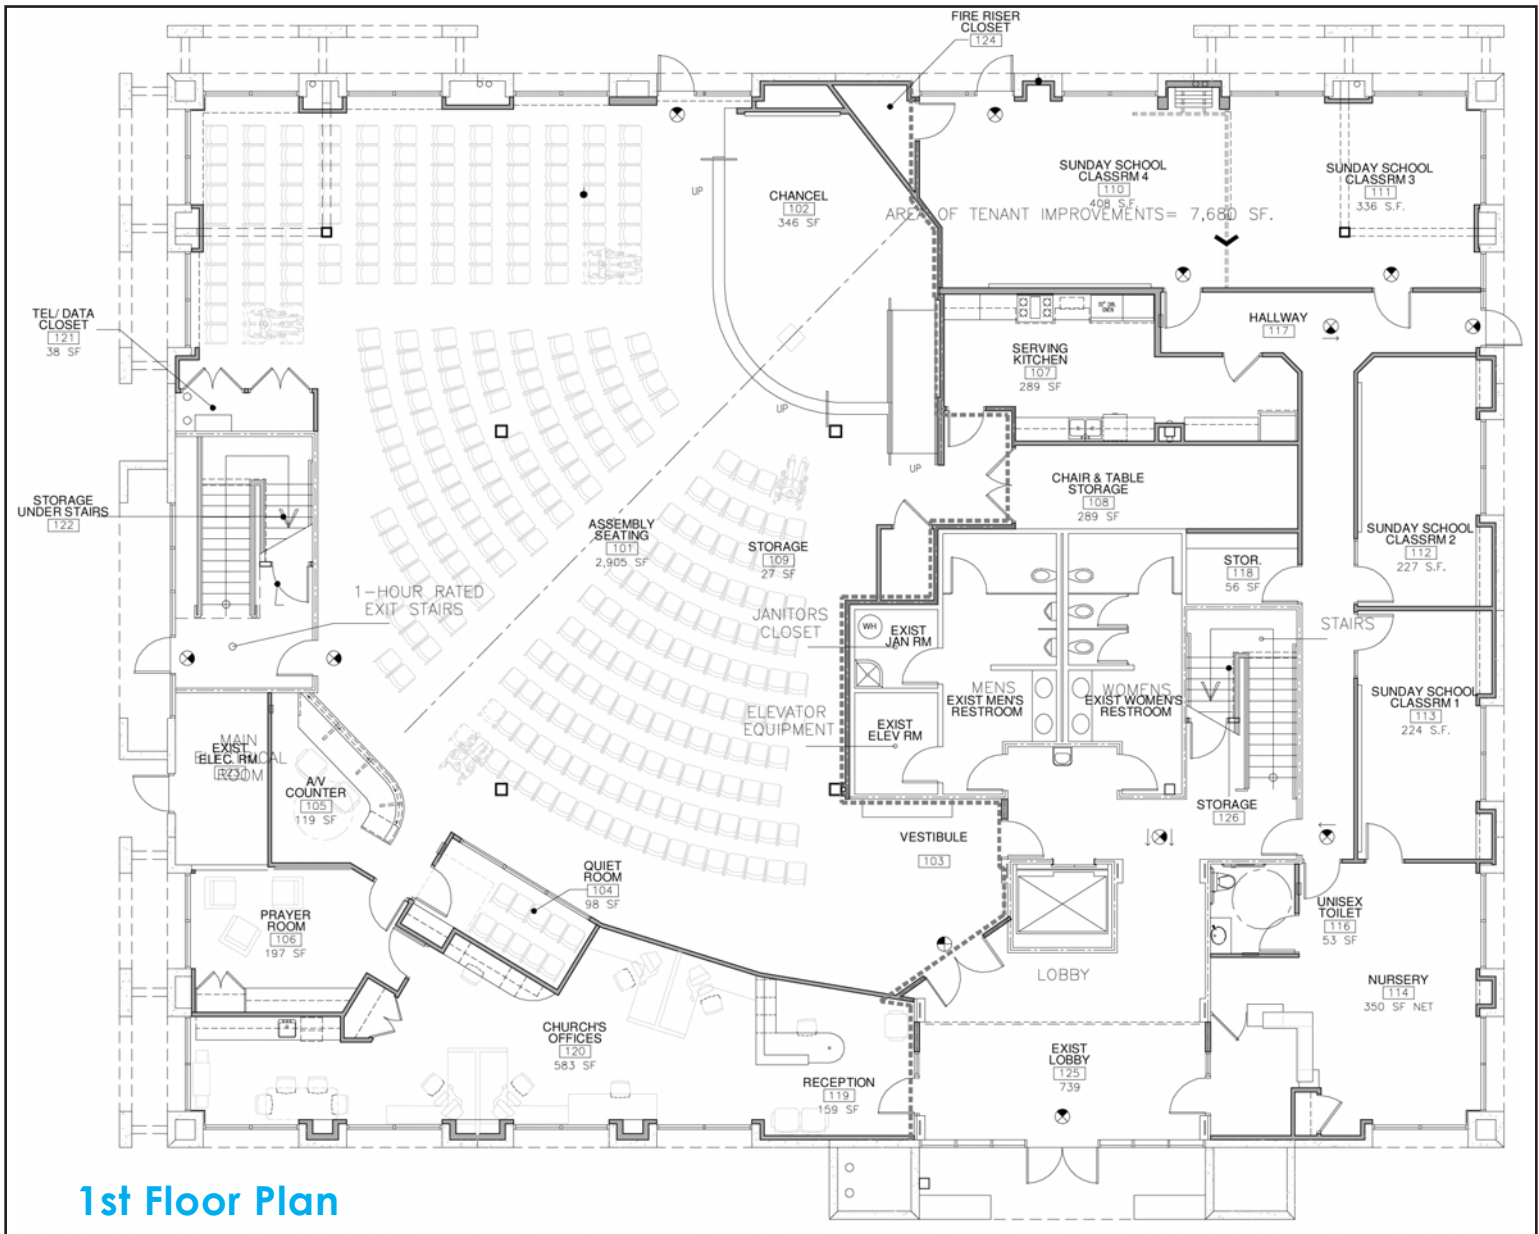 FIRE RISER
CLOSET
124
SUNDAY SCHOOL
CLASSRM 4
110
408 S.F.
SUNDAY SCHOOL
CLASSRM 3
111
336 S.F.
CHANCEL
102
346 SF
AREA OF TENANT IMPROVEMENTS= 7,680 SF.
UP
TEL/ DATA
CLOSET
121
38 SF
HALLWAY
117
SERVING
KITCHEN
107
289 SF
UP
UP
STORAGE
UNDER STAIRS
122
CHAIR & TABLE
STORAGE
108
289 SF
ASSEMBLY
SEATING
101
2,905 SF
STORAGE
109
27 SF
SUNDAY SCHOOL
CLASSRM 2
112
227 S.F.
STOR.
118
56 SF
1-HOUR RATED
EXIT STAIRS
JANITORS
CLOSET
WH
EXIST
JAN RM
STAIRS
MENS
EXIST MEN'S
RESTROOM
WOMENS
EXIST WOMEN'S
RESTROOM
SUNDAY SCHOOL
CLASSRM 1
113
224 S.F.
ELEVATOR
EQUIPMENT
EXIST
ELEV RM
MAIN
ROOM
EXIST
ELEC. RM
A/V
COUNTER
105
119 SF
STORAGE
126
VESTIBULE
103
QUIET
ROOM
104
98 SF
PRAYER
ROOM
106
197 SF
UNISEX
TOILET
116
53 SF
LOBBY
NURSERY
114
350 SF NET
CHURCH'S
OFFICES
120
583 SF
EXIST
LOBBY
125
739
RECEPTION
119
159 SF
1st Floor Plan